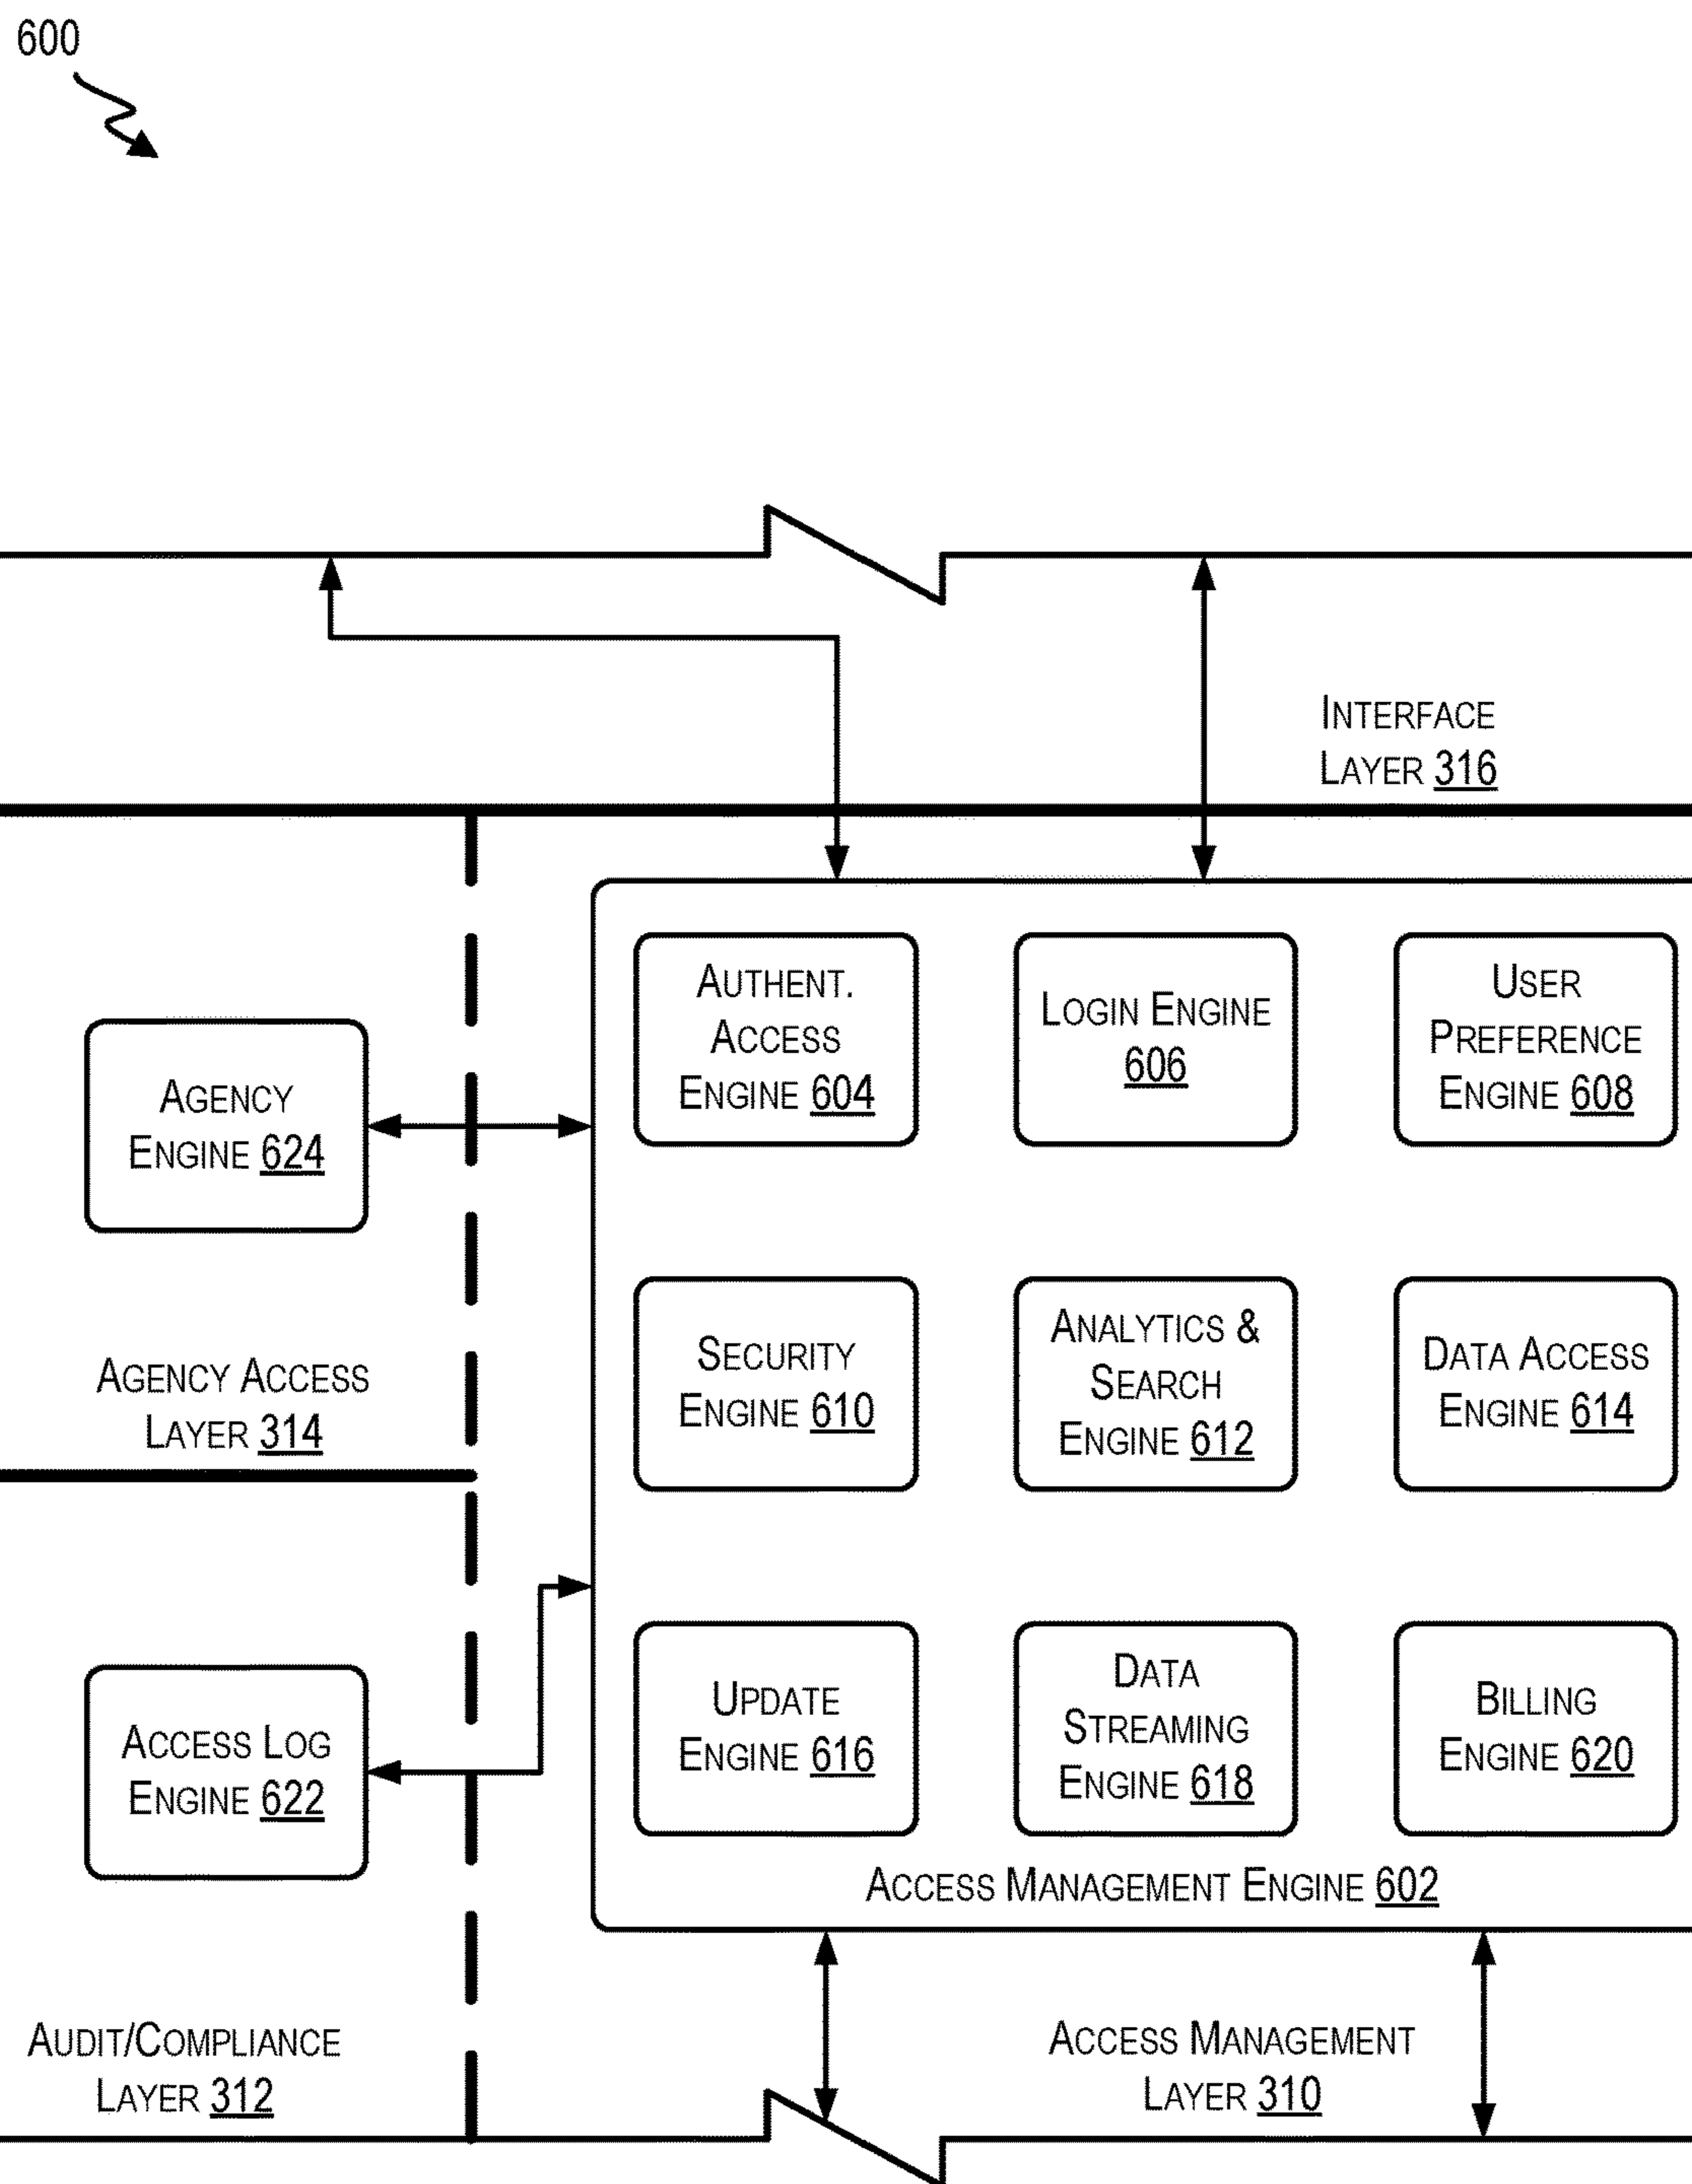 600
INTERFACE
LAYER 316
AUTHENT.
ACCESS
ENGINE 604
LOGIN ENGINE
606
USER
PREFERENCE
ENGINE 608
AGENCY
ENGINE 624
SECURITY
ENGINE 610
ANALYTICS &
SEARCH
ENGINE 612
DATA ACCESS
ENGINE 614
AGENCY ACCESS
LAYER 314
UPDATE
ENGINE 616
DATA
STREAMING
ENGINE 618
BILLING
ENGINE 620
ACCESS LOG
ENGINE 622
ACCESS MANAGEMENT ENGINE 602
AUDIT/COMPLIANCE
LAYER 312
ACCESS MANAGEMENT
LAYER 310